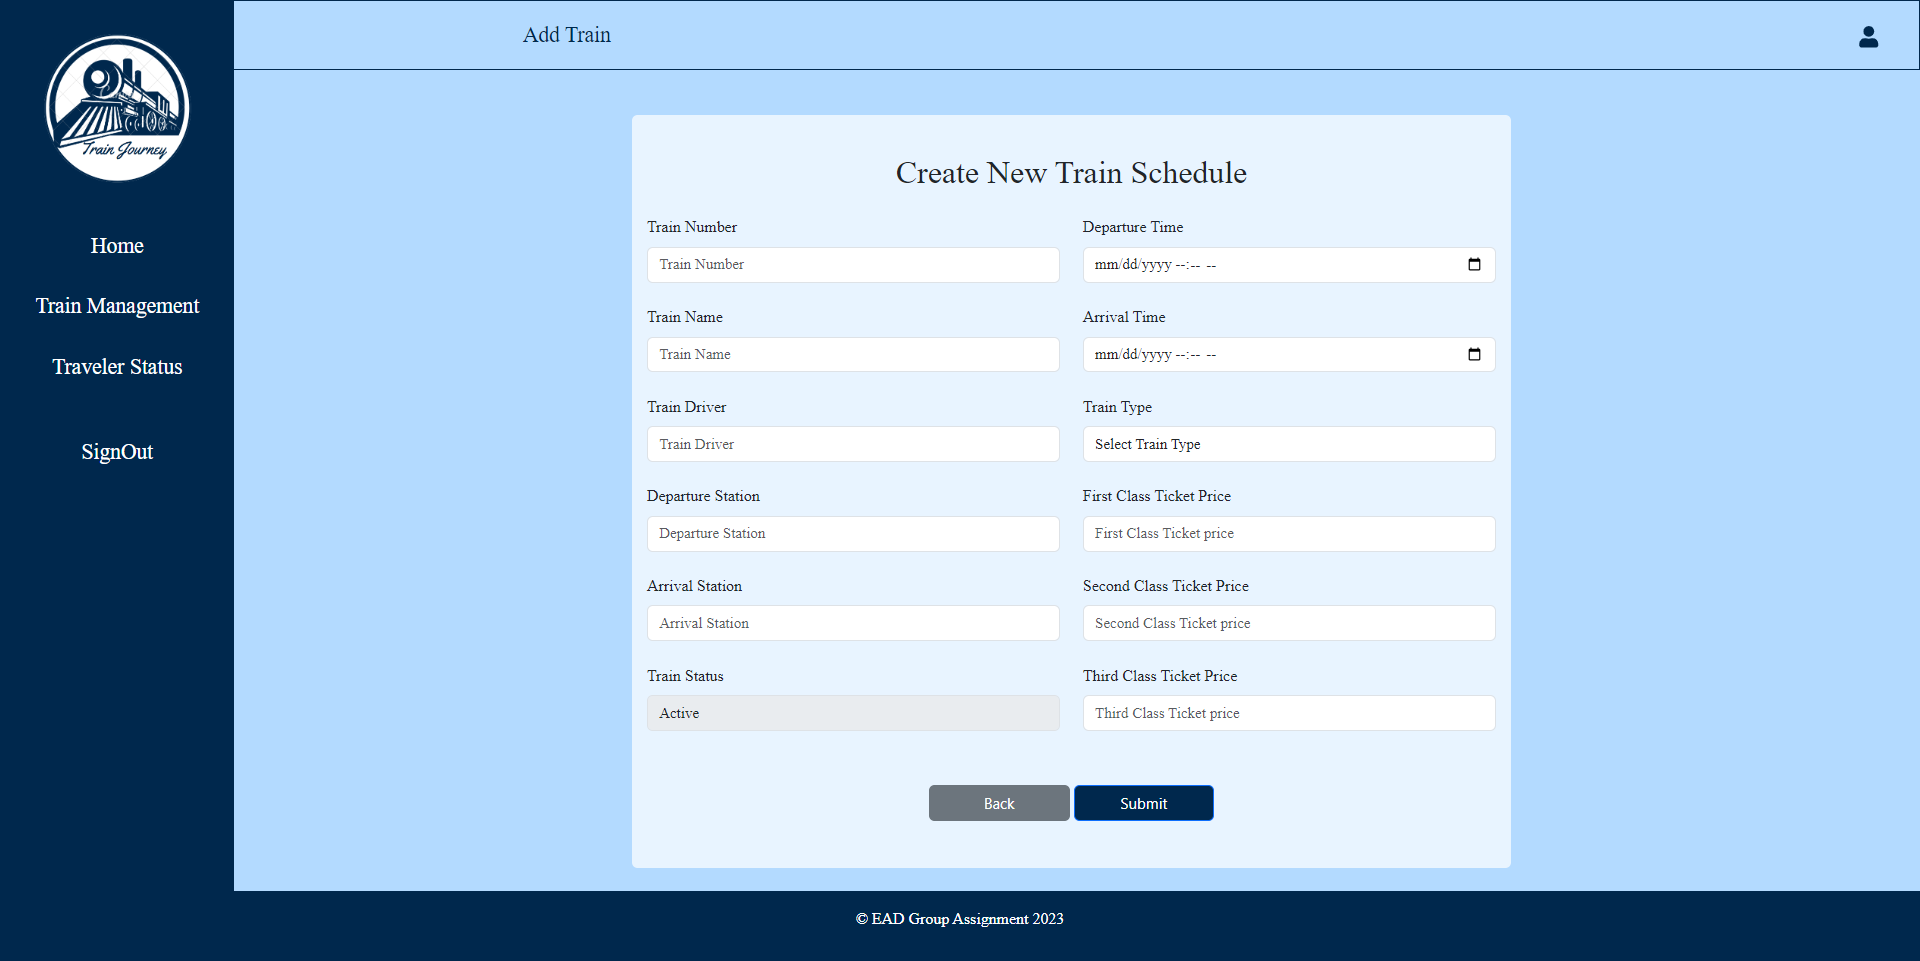 Train Journey
Home
Train Management
Traveler Status
SignOut
Add Train
Create New Train Schedule
Train Number
Train Number
Train Name
Train Name
Train Driver
Train Driver
Departure Station
Departure Station
Arrival Station
Arrival Station
Train Status
Active
Departure Time
mm/dd/yyyy --:-- --
Arrival Time
mm/dd/yyyy --:-- --
Train Type
Select Train Type
First Class Ticket Price
First Class Ticket price
Second Class Ticket Price
Second Class Ticket price
Third Class Ticket Price
Third Class Ticket price
Back
Submit
© EAD Group Assignment 2023